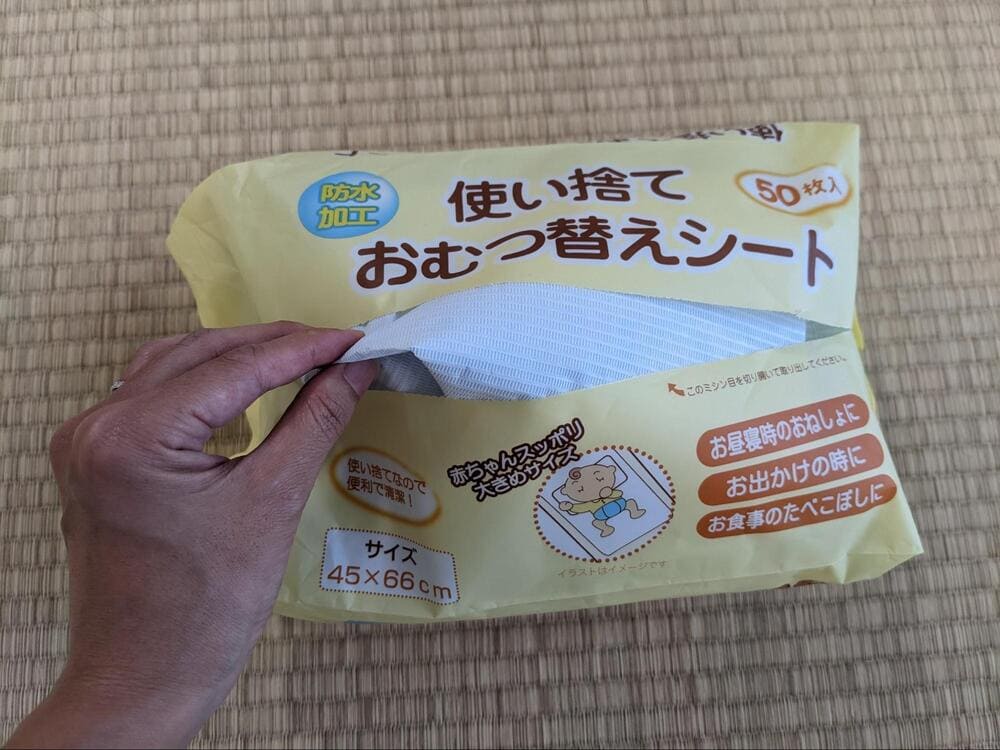 防水
加工
使い捨て
おむつ替えシート
50枚入
このミシン目を切り開いて取り出してください。
使い捨てなので
便利で清潔!
赤ちゃんスッポリ
大きめサイズ
お昼寝時のおねしょに
お出かけの時に
お食事のたべこぼしに
サイズ
45×66cm
イラストはイメージです